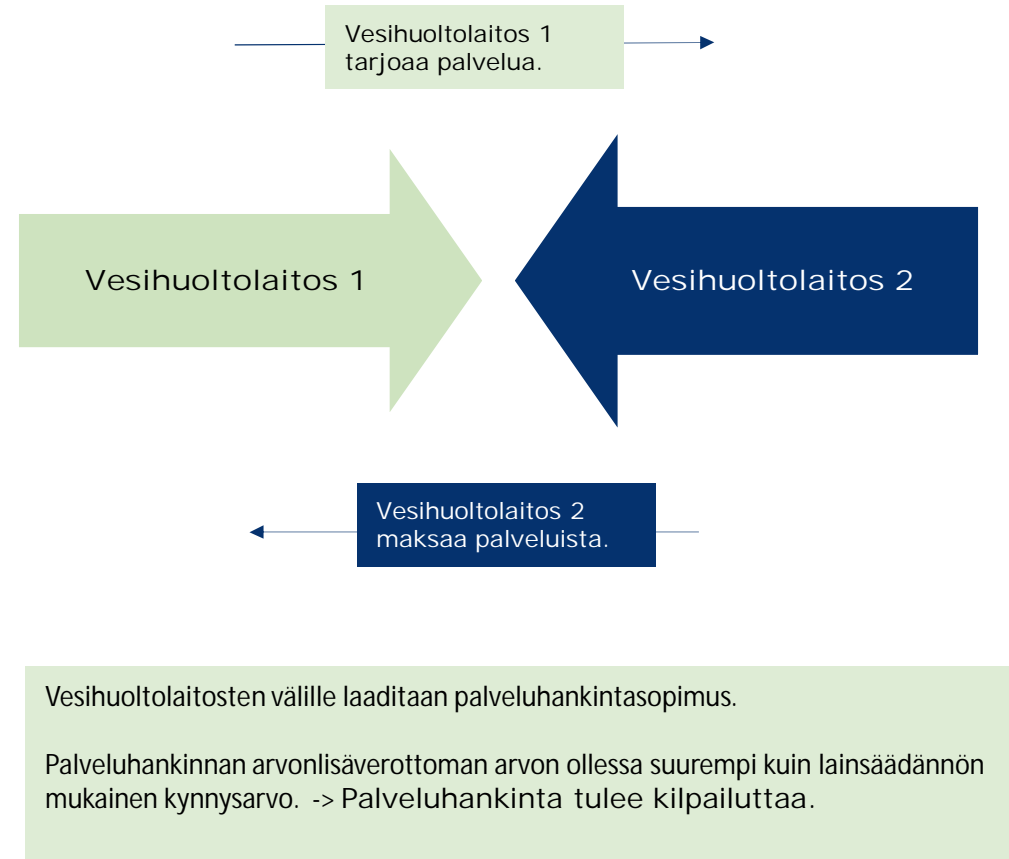 Vesihuoltolaitos 1
tarjoaa palvelua.
Vesihuoltolaitos 1
Vesihuoltolaitos 2
Vesihuoltolaitos 2
maksaa palveluista.
Vesihuoltolaitosten välille laaditaan palveluhankintasopimus.
Palveluhankinnan arvonlisäverottoman arvon ollessa suurempi kuin lainsäädännön
mukainen kynnysarvo. -> Palveluhankinta tulee kilpailuttaa.